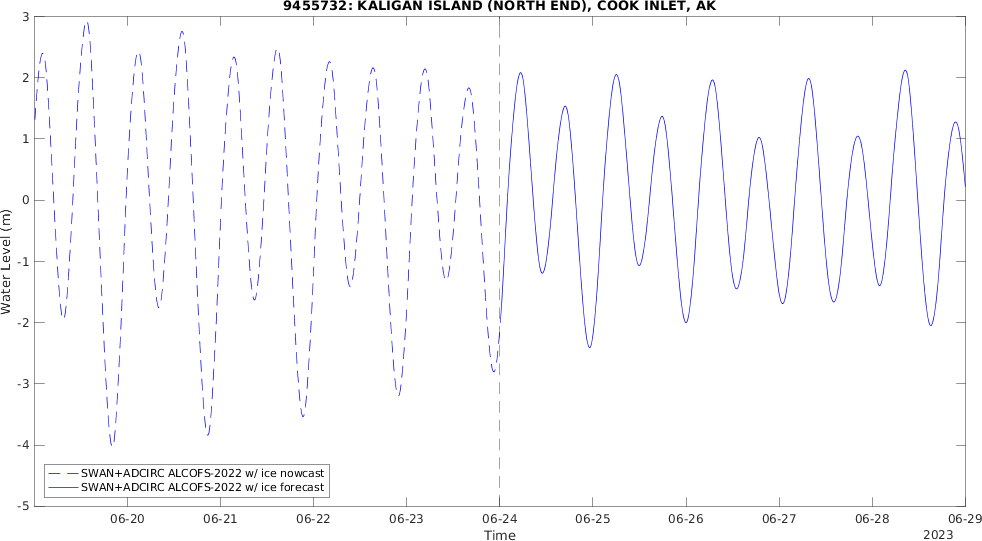 9455732: KALIGAN ISLAND (NORTH END), COOK INLET, AK
3
2
1
0
-1
-2
-3
-4
-5
Water Level (m)
SWAN+ADCIRC ALCOFS-2022 w/ ice nowcast
SWAN+ADCIRC ALCOFS-2022 w/ ice forecast
06-20 06-21 06-22 06-23 06-24 06-25 06-26 06-27 06-28 06-29
Time
2023